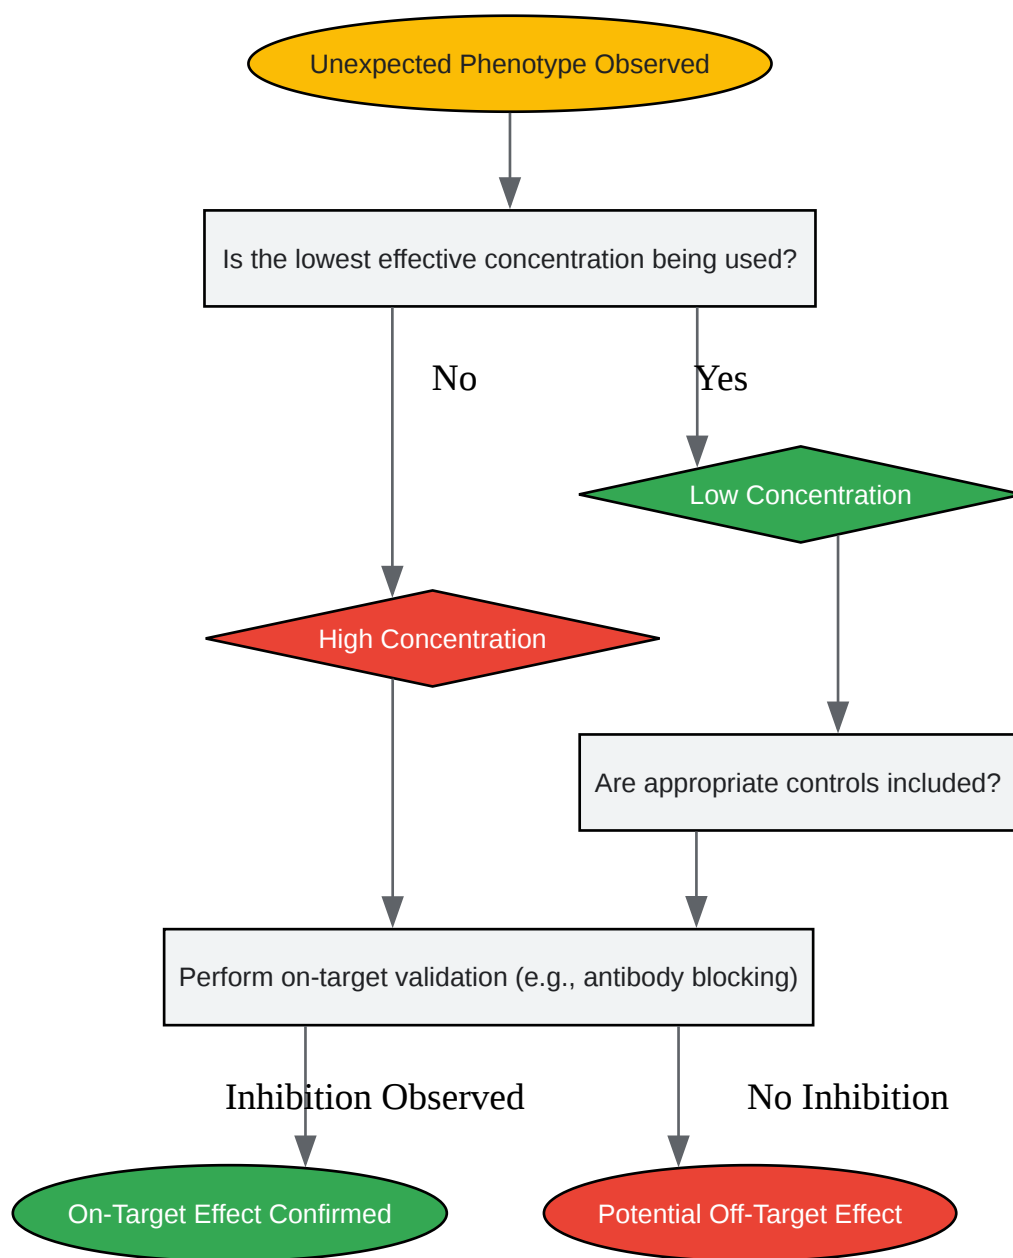 Unexpected Phenotype Observed
Is the lowest effective concentration being used?
No
Yes
Low Concentration
High Concentration
Are appropriate controls included?
Perform on-target validation (e.g., antibody blocking)
Inhibition Observed
No Inhibition
On-Target Effect Confirmed
Potential Off-Target Effect